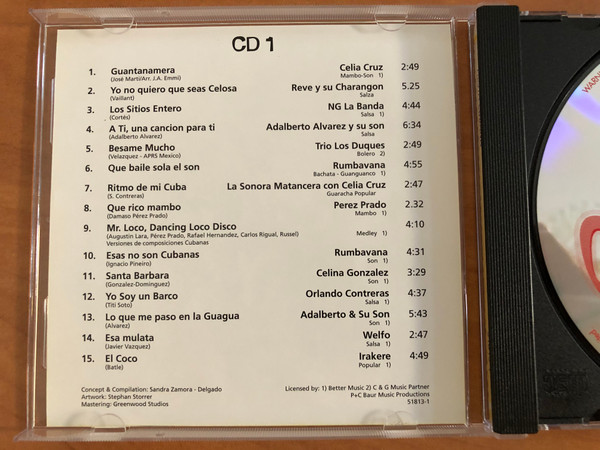 CD 1
1. Guantanamera Celia Cruz 2:49
(José Martí/Arr. J.A. Emmi) Mambo-Son 1)
2. Yo no quiero que seas Celosa Reve y su Charangon 5.25
(Vaillant) Salza
3. Los Sitios Entero NG La Banda 4:44
(Cortés) Salsa 1)
4. A Ti, una cancion para ti Adalberto Alvarez y su son 6:34
(Adalberto Alvarez) Salsa
5. Besame Mucho Trio Los Duques 2:49
(Velazquez - APRS Mexico) Bolero 2)
6. Que baile sola el son Rumbavana 4:55
Bachata - Guanguanco 1)
7. Ritmo de mi Cuba La Sonora Matancera con Celia Cruz 2:47
(S. Contreras) Guaracha Popular
8. Que rico mambo Perez Prado 2.32
(Damaso Pérez Prado) Mambo 1)
9. Mr. Loco, Dancing Loco Disco 4:10
(Augustin Lara, Pérez Prado, Rafael Hernandez, Carlos Rigual, Russel) Medley 1)
Versiones de composiciones Cubanas
10. Esas no son Cubanas Rumbavana 4:31
(Ignacio Pineiro) Son 1)
11. Santa Barbara Celina Gonzalez 3:29
(Gonzalez-Dominguez) Son 1)
12. Yo Soy un Barco Orlando Contreras 4:37
(Titi Soto) Salsa 1)
13. Lo que me paso en la Guagua Adalberto & Su Son 5:43
(Alvarez) Son 1)
14. Esa mulata Welfo 2:47
(Javier Vazquez) Salsa 1)
15. El Coco Irakere 4:49
(Batle) Popular 1)
Concept & Compilation: Sandra Zamora - Delgado Licensed by: 1) Better Music 2) C & G Music Partner
Artwork: Stephan Storrer P+C Baur Music Productions
Mastering: Greenwood Studios 51813-1